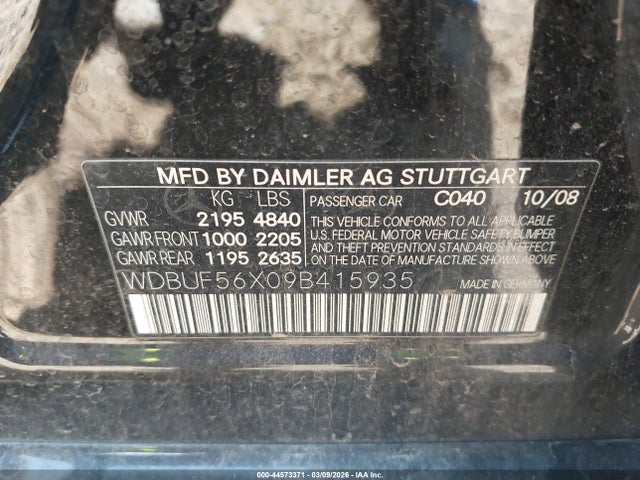 MFD BY DAIMLER AG STUTTGART
KG LBS PASSENGER CAR C040 10/08
GVWR 2195 4840 THIS VEHICLE CONFORMS TO ALL APPLICABLE
GAWR FRONT 1000 2205 U.S. FEDERAL MOTOR VEHICLE SAFETY BUMPER
AND THEFT PREVENTION STANDARDS IN EFFECT
GAWR REAR 1195 2635 ON THE DATE OF MANUFACTURE SHOWN ABOVE
WDBUF56X09B415935 MADE IN GERMANY
000-44573371 | 03/09/2026 | IAA Inc.